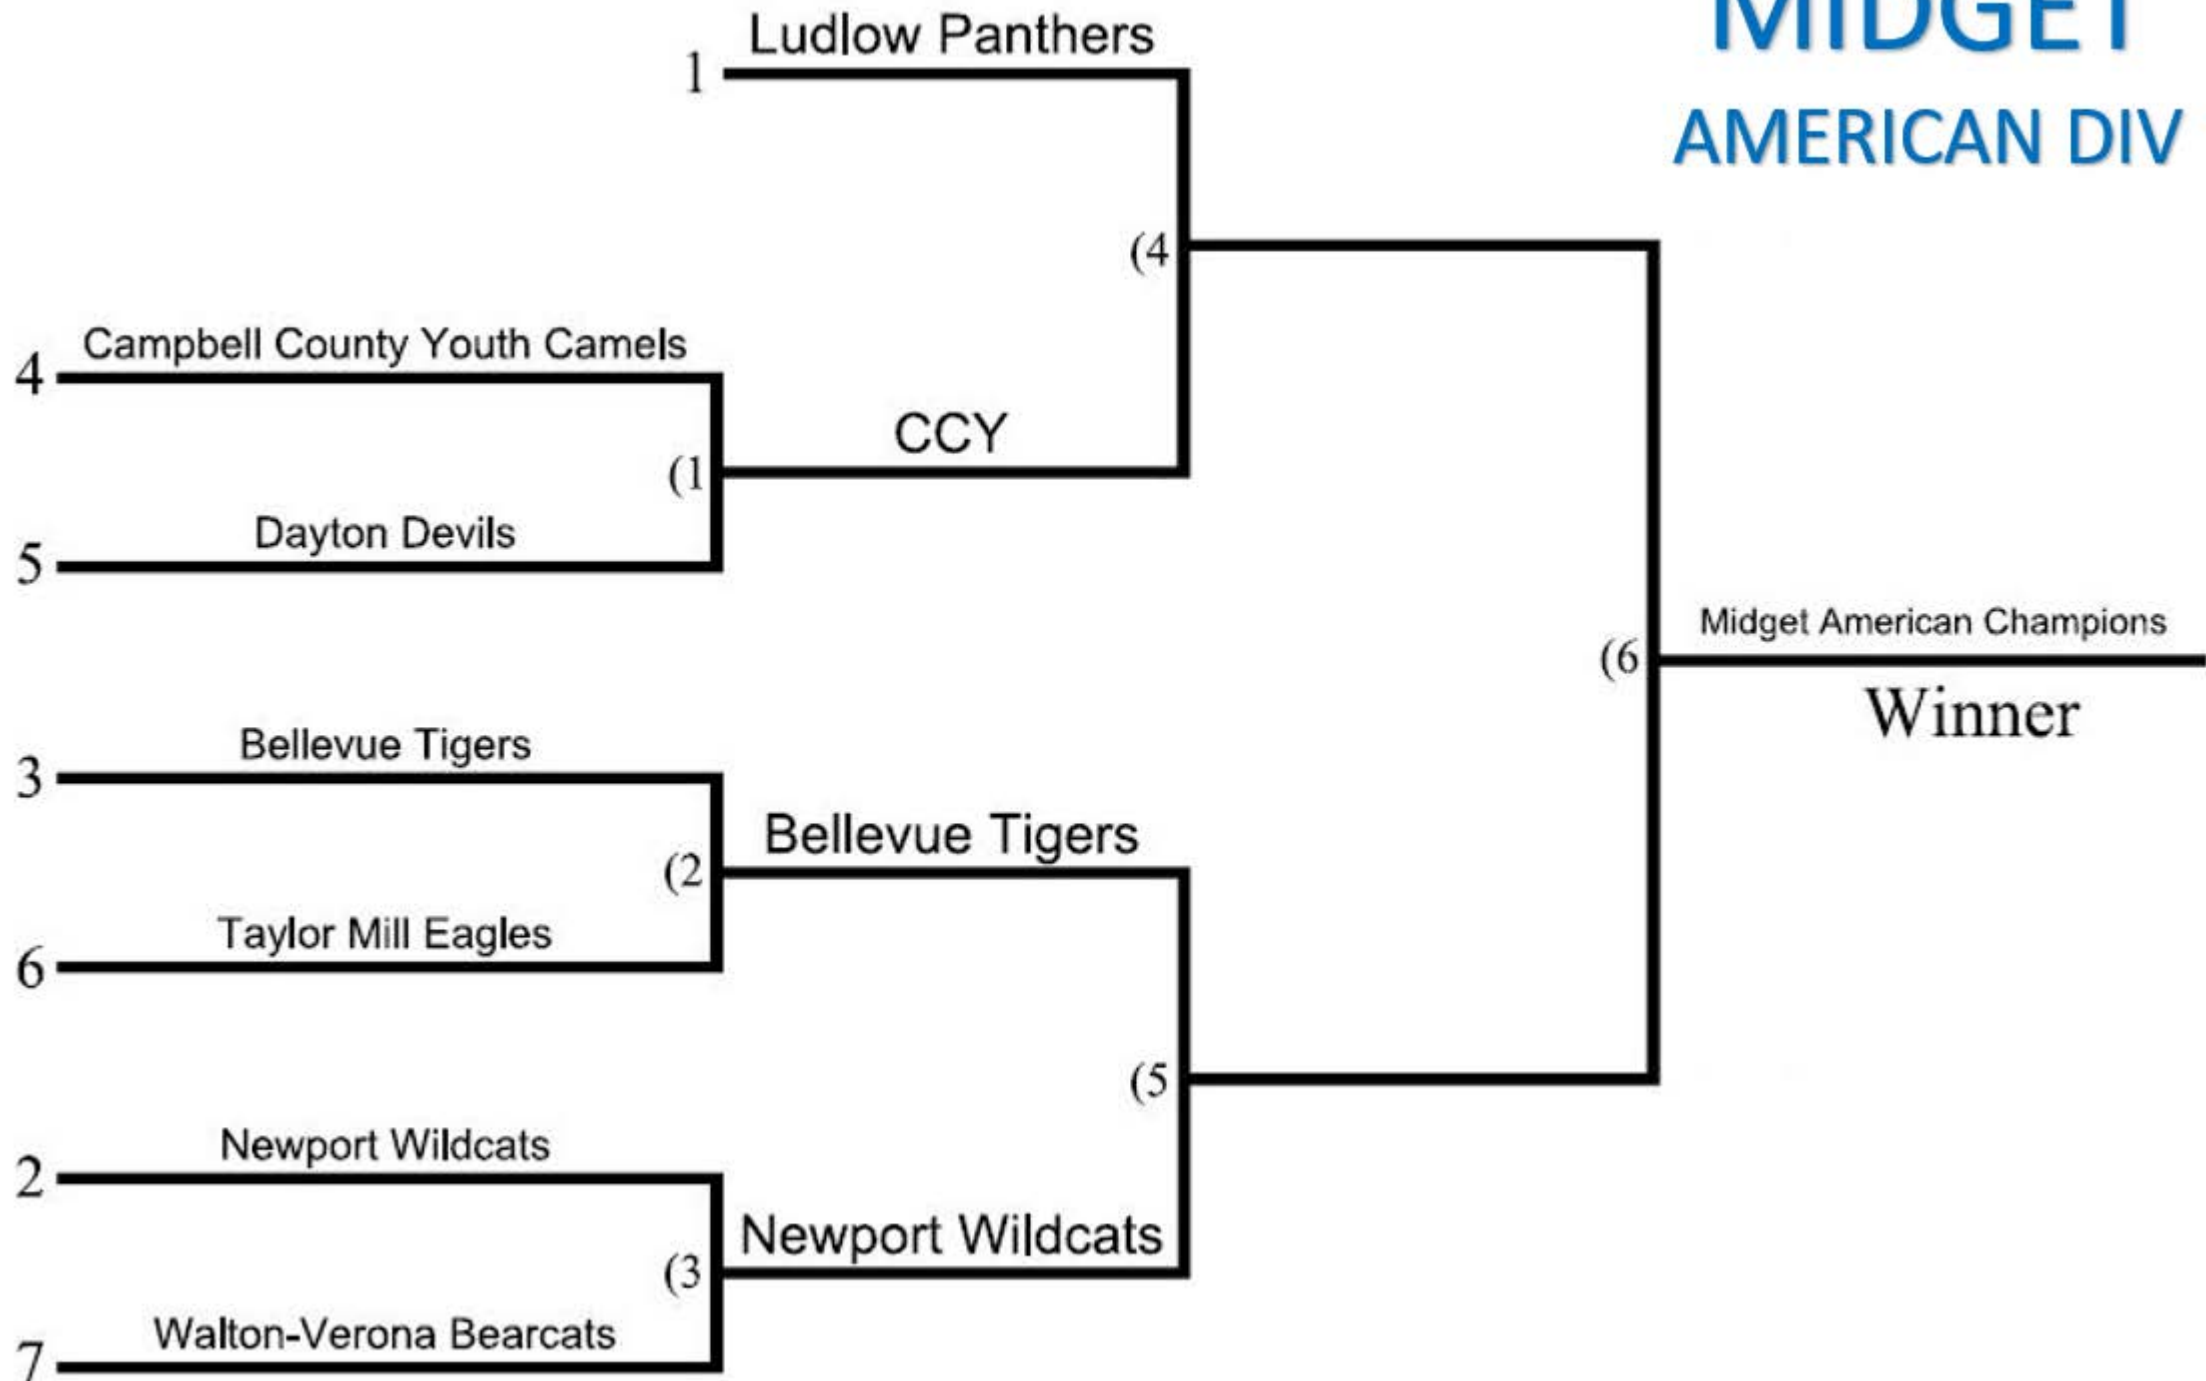 MIDGET
AMERICAN DIV
Ludlow Panthers
1
(4
Campbell County Youth Camels
4
CCY
(1
Dayton Devils
5
Midget American Champions
(6
Winner
Bellevue Tigers
3
Bellevue Tigers
(2
Taylor Mill Eagles
6
(5
Newport Wildcats
2
Newport Wildcats
(3
Walton-Verona Bearcats
7